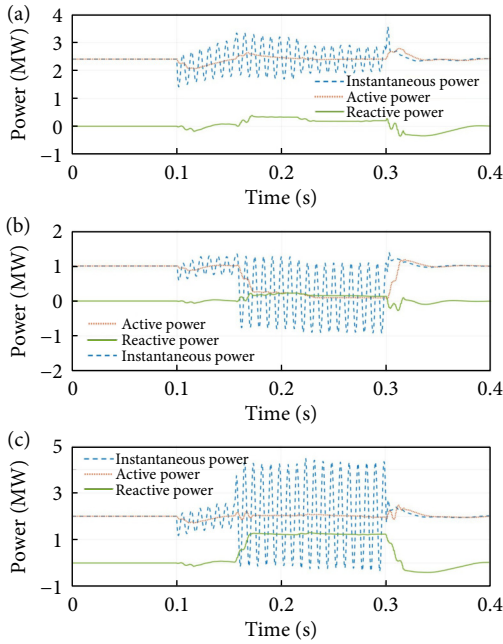 (a)
Power (MW)
4
3
2
1
0
−1
Instantaneous power
Active power
Reactive power
0 0.1 0.2 0.3 0.4
Time (s)
(b)
Power (MW)
2
1
0
−1
−2
Active power
Reactive power
Instantaneous power
0 0.1 0.2 0.3 0.4
Time (s)
(c)
Power (MW)
5
3
1
−1
Instantaneous power
Active power
Reactive power
0 0.1 0.2 0.3 0.4
Time (s)